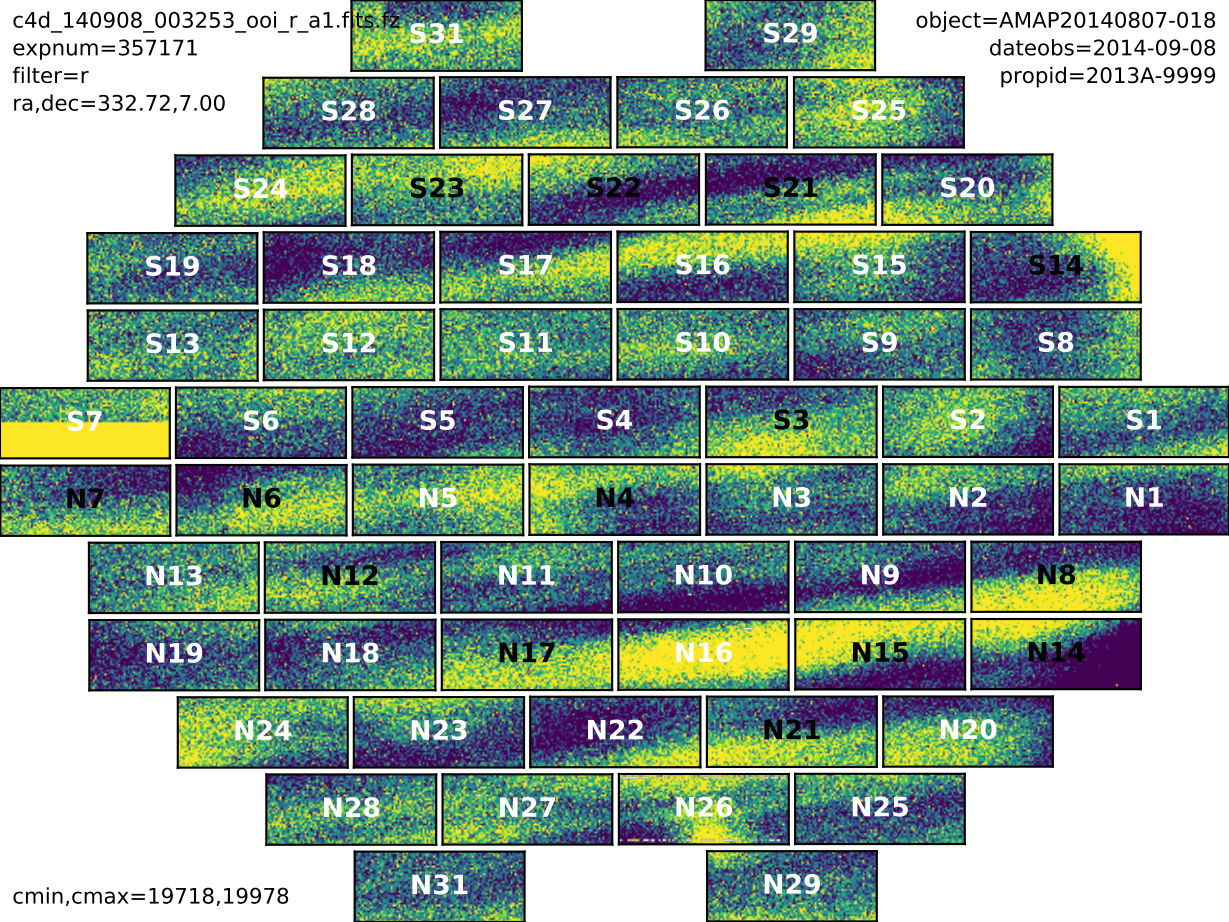 c4d_140908_003253_ooi_r_a1.fits.fz
expnum=357171
filter=r
ra,dec=332.72,7.00
object=AMAP20140807-018
dateobs=2014-09-08
propid=2013A-9999
S31 S29
S28 S27 S26 S25
S24 S23 S22 S21 S20
S19 S18 S17 S16 S15 S14
S13 S12 S11 S10 S9 S8
S7 S6 S5 S4 S3 S2 S1
N7 N6 N5 N4 N3 N2 N1
N13 N12 N11 N10 N9 N8
N19 N18 N17 N16 N15 N14
N24 N23 N22 N21 N20
N28 N27 N26 N25
N31 N29
cmin,cmax=19718,19978